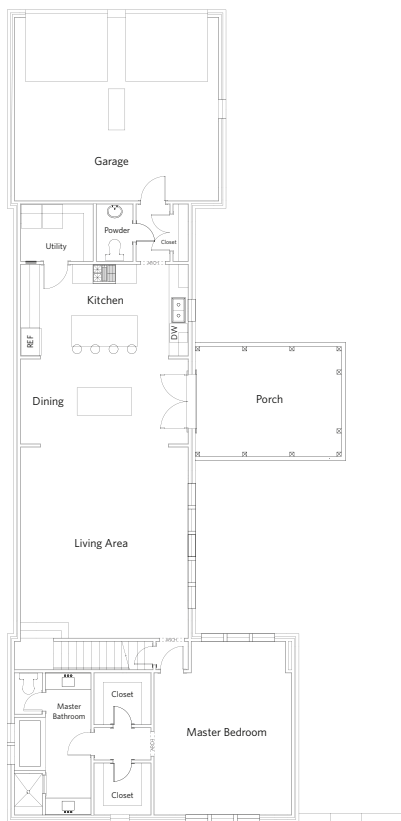 Garage
Powder
Closet
Utility
ARCH
Kitchen
REF
DW
Dining
Porch
Living Area
ARCH
Closet
Master
Bathroom
Master Bedroom
ARCH
Closet